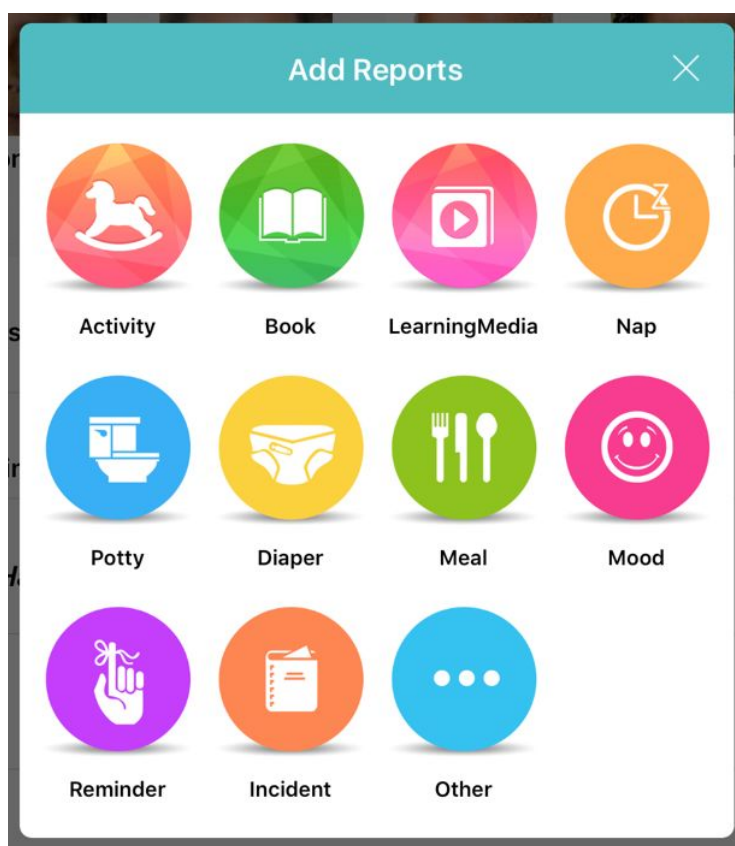 Add Reports
Activity Book LearningMedia Nap
Potty Diaper Meal Mood
Reminder Incident Other